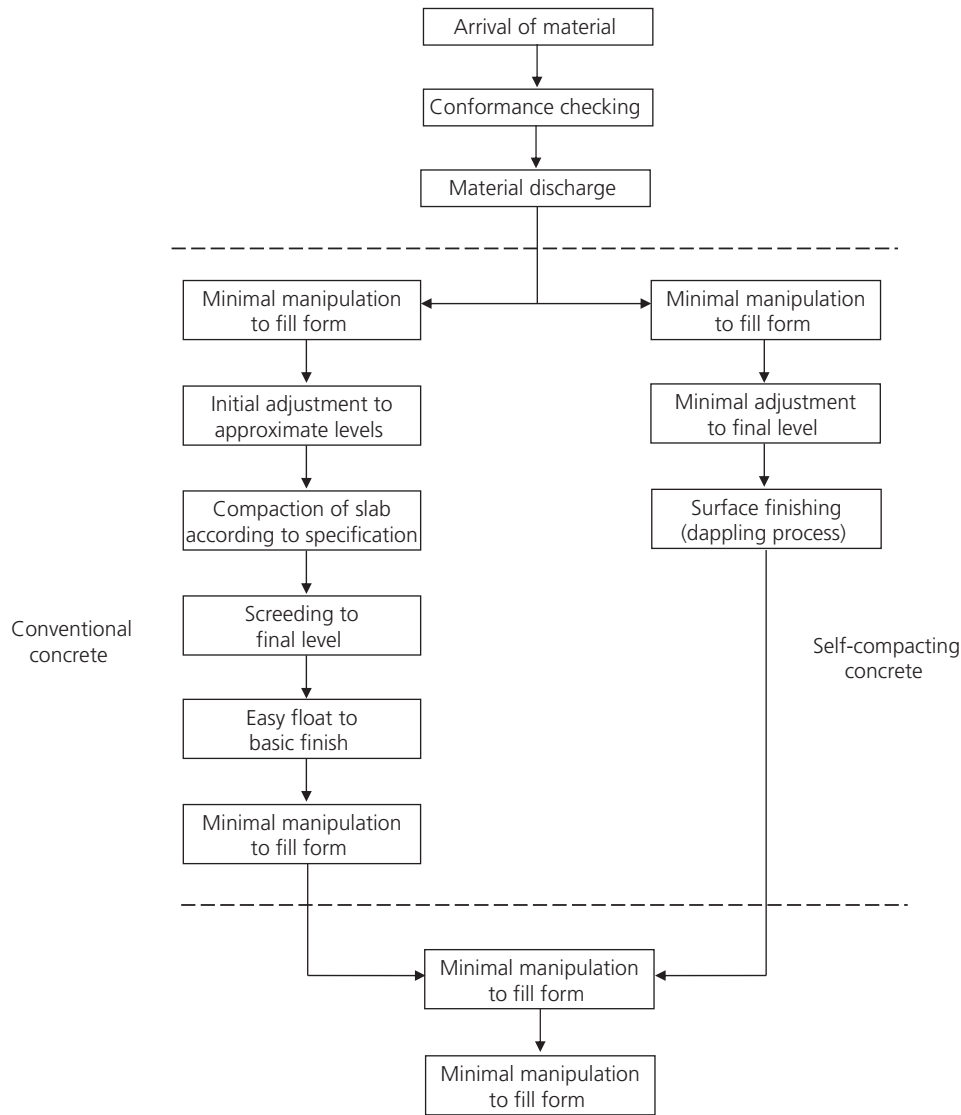 Arrival of material
Conformance checking
Material discharge
Minimal manipulation
to fill form
Initial adjustment to
approximate levels
Compaction of slab
according to specification
Screeding to
final level
Easy float to
basic finish
Minimal manipulation
to fill form
Conventional
concrete
Minimal manipulation
to fill form
Minimal adjustment
to final level
Surface finishing
(dappling process)
Self-compacting
concrete
Minimal manipulation
to fill form
Minimal manipulation
to fill form